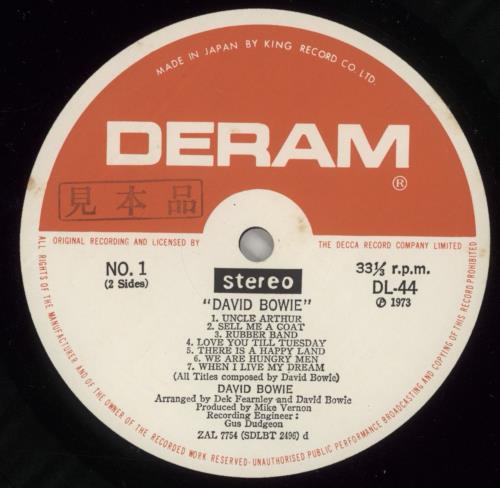 MADE IN JAPAN BY KING RECORD CO. LTD.
DERAM
®
見本品
ORIGINAL RECORDING AND LICENSED BY THE DECCA RECORD COMPANY LIMITED
NO. 1
(2 Sides)
stereo
33⅓ r.p.m.
DL-44
Ⓟ 1973
"DAVID BOWIE"
1. UNCLE ARTHUR
2. SELL ME A COAT
3. RUBBER BAND
4. LOVE YOU TILL TUESDAY
5. THERE IS A HAPPY LAND
6. WE ARE HUNGRY MEN
7. WHEN I LIVE MY DREAM
(All Titles composed by David Bowie)
DAVID BOWIE
Arranged by Dek Fearnley and David Bowie
Produced by Mike Vernon
Recording Engineer :
Gus Dudgeon
ZAL 7754 (SDLBT 2496) d
ALL RIGHTS OF THE MANUFACTURER AND OF THE OWNER OF THE RECORDED WORK RESERVED·UNAUTHORISED PUBLIC PERFORMANCE BROADCASTING AND COPYING OF THIS RECORD PROHIBITED